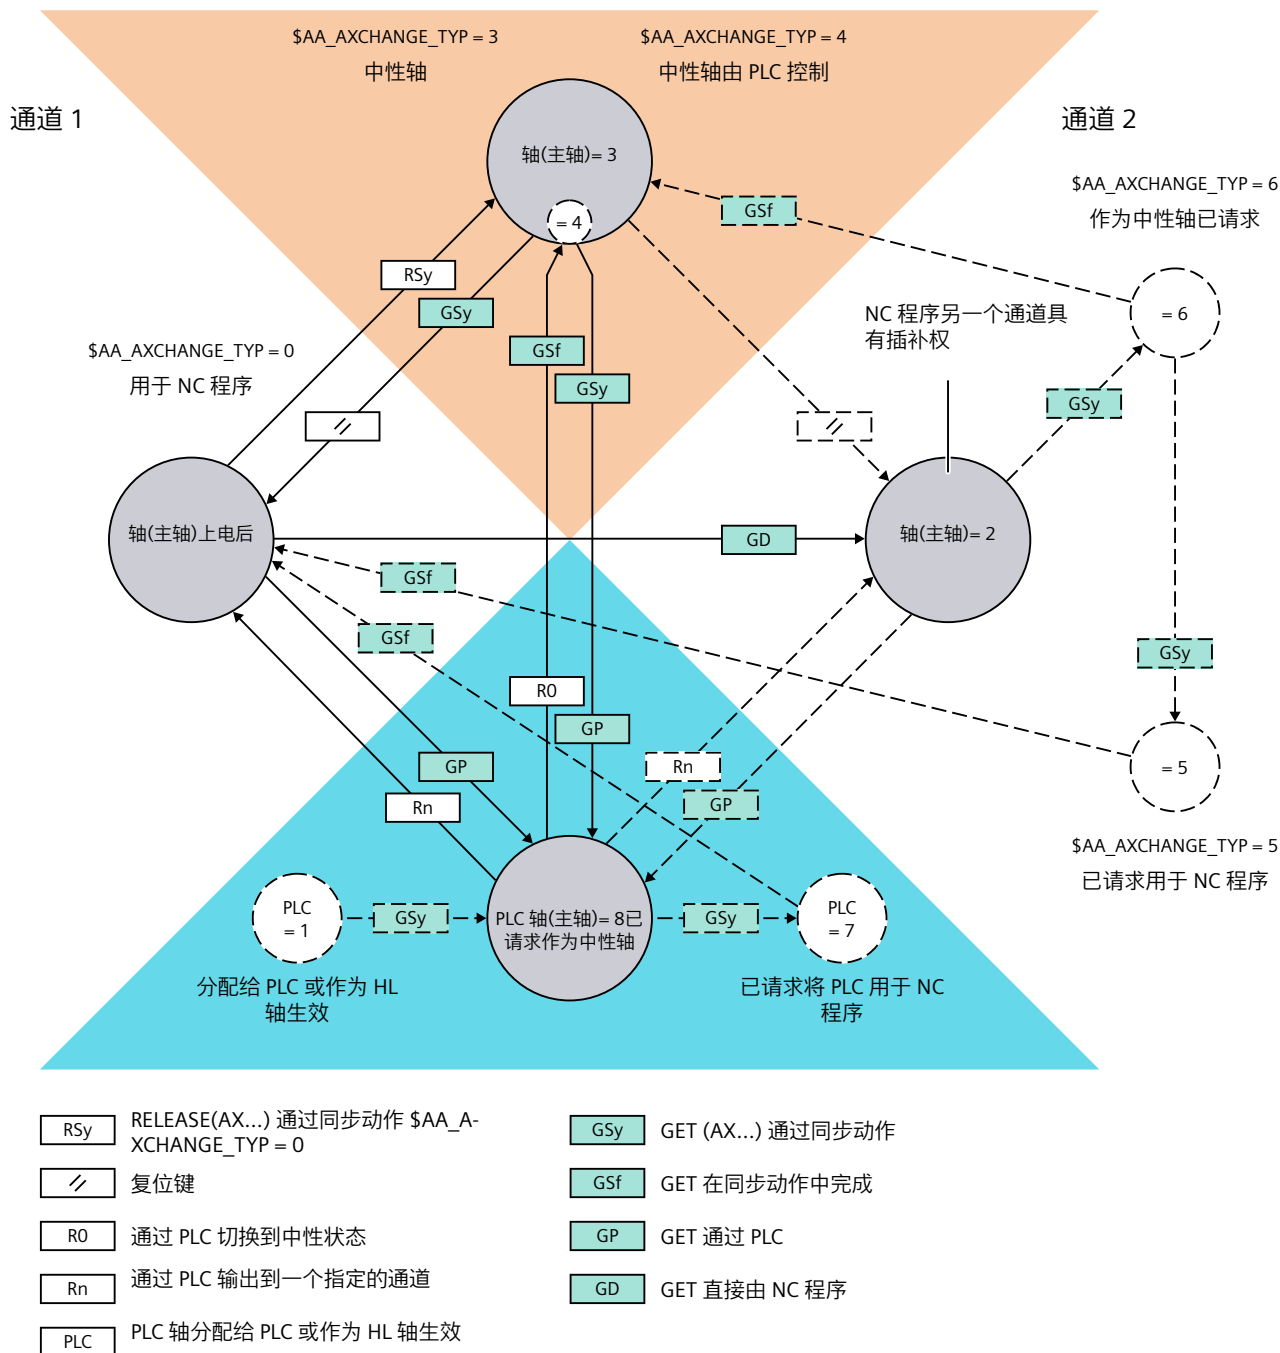 $AA_AXCHANGE_TYP = 3
中性轴
$AA_AXCHANGE_TYP = 4
中性轴由 PLC 控制
通道 1
通道 2
轴(主轴)= 3
= 4
$AA_AXCHANGE_TYP = 6
作为中性轴已请求
GSf
RSy
GSy
= 6
NC 程序另一个通道具
有插补权
$AA_AXCHANGE_TYP = 0
用于 NC 程序
GSf
GSy
GSy
轴(主轴)上电后
GD
轴(主轴)= 2
GSf
GSf
GSy
R0
GP
GP
Rn
Rn
GP
= 5
$AA_AXCHANGE_TYP = 5
已请求用于 NC 程序
PLC
= 1
GSy
PLC 轴(主轴)= 8已
请求作为中性轴
GSy
PLC
= 7
分配给 PLC 或作为 HL
轴生效
已请求将 PLC 用于 NC
程序
RSy
RELEASE(AX...) 通过同步动作 $AA_A-
XCHANGE_TYP = 0
复位键
R0
通过 PLC 切换到中性状态
Rn
通过 PLC 输出到一个指定的通道
PLC
PLC 轴分配给 PLC 或作为 HL 轴生效
GSy
GET (AX...) 通过同步动作
GSf
GET 在同步动作中完成
GP
GET 通过 PLC
GD
GET 直接由 NC 程序